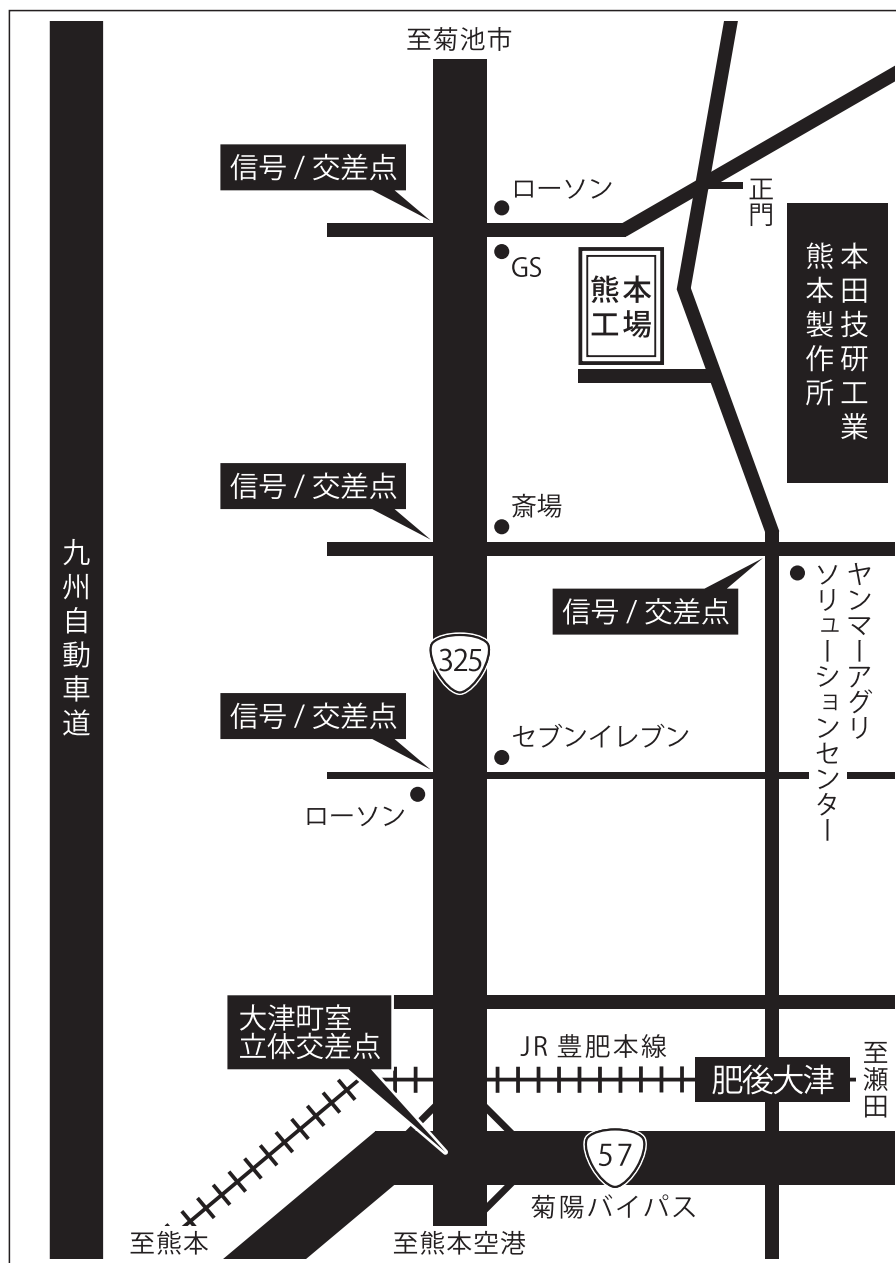 至菊池市
信号 / 交差点
ローソン
正門
GS
熊本
工場
本田技研工業
熊本製作所
信号 / 交差点
斎場
九州自動車道
信号 / 交差点
ヤンマーアグリ
ソリューションセンター
325
信号 / 交差点
セブンイレブン
ローソン
大津町室
立体交差点
JR 豊肥本線
肥後大津
至瀬田
57
菊陽バイパス
至熊本
至熊本空港